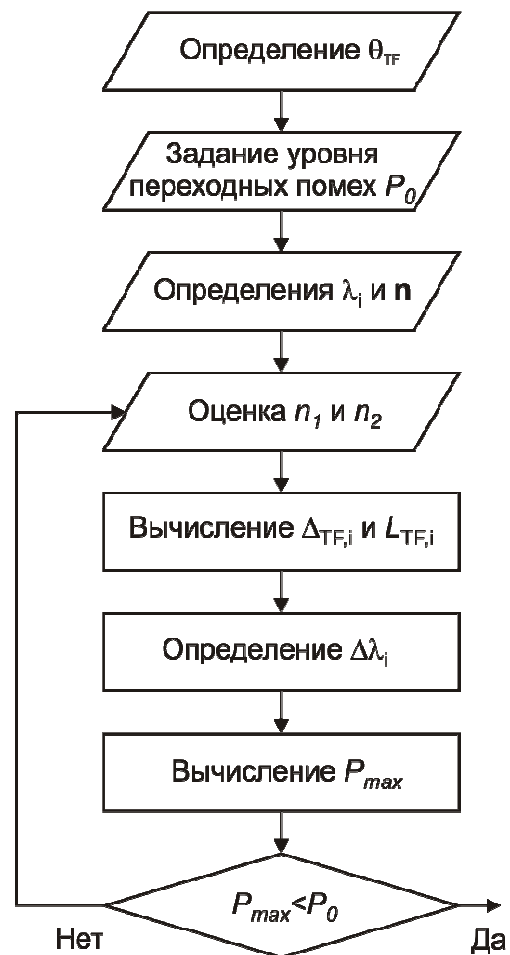 Определение θTF
Задание уровня
переходных помех P0
Определения λi и n
Оценка n1 и n2
Вычисление ΔTF,i и LTF,i
Определение Δλi
Вычисление Pmax
Pmax<P0
Нет
Да